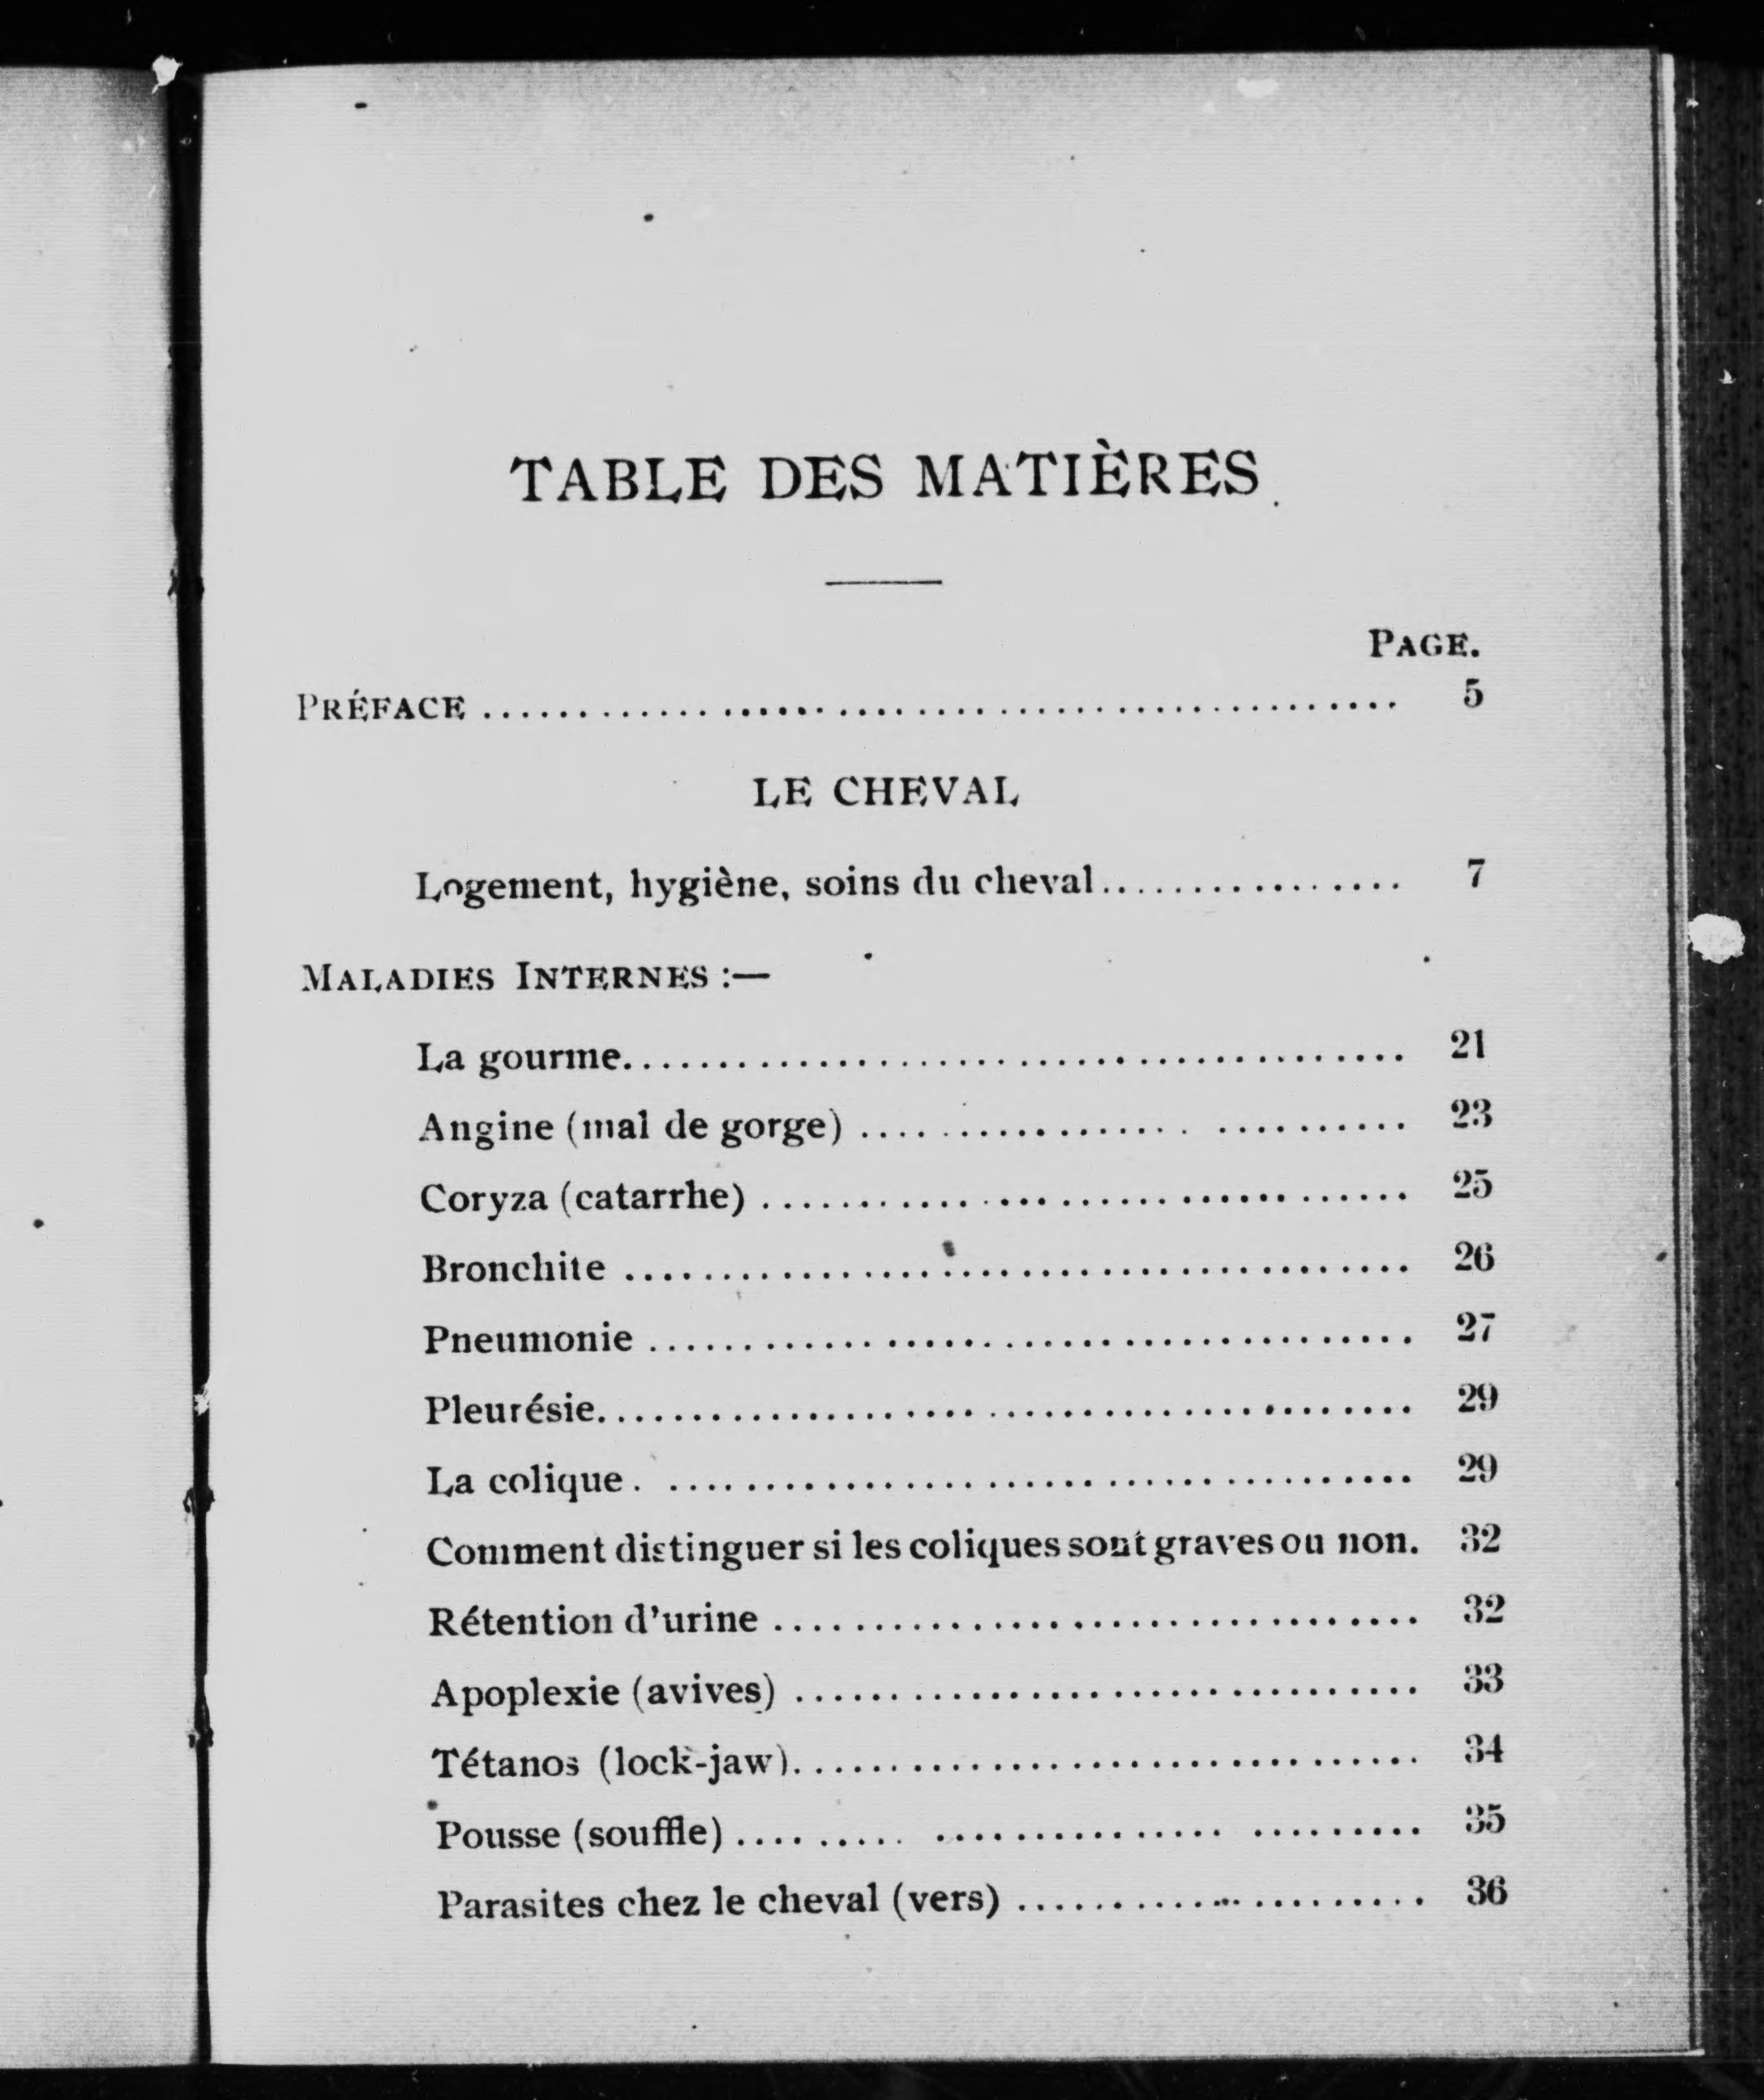 TABLE DES MATIÈRES
PAGE.
PRÉFACE ........................................ 5
LE CHEVAL
Logement, hygiène, soins du cheval................ 7
MALADIES INTERNES :—
La gourme........................................ 21
Angine (mal de gorge) ............................ 23
Coryza (catarrhe) ................................ 25
Bronchite ........................................ 26
Pneumonie ........................................ 27
Pleurésie........................................ 29
La colique. ...................................... 29
Comment distinguer si les coliques sont graves ou non. 32
Rétention d'urine ................................ 32
Apoplexie (avives) ............................... 33
Tétanos (lock-jaw)................................ 34
Pousse (souffle) ................................. 35
Parasites chez le cheval (vers) .................. 36